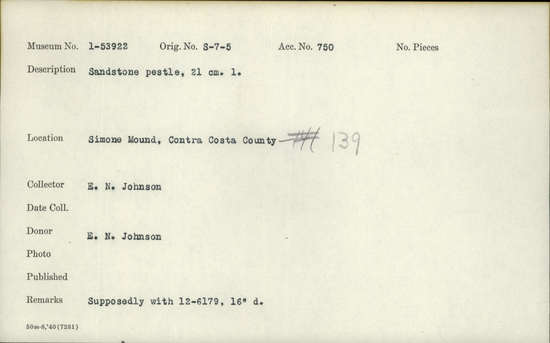 Museum No. 1-53922 Orig. No. S-7-5 Acc. No. 750 No. Pieces
Description Sandstone pestle, 21 cm. l.
Location Simone Mound, Contra Costa County 139
Collector E. N. Johnson
Date Coll.
Donor E. N. Johnson
Photo
Published
Remarks Supposedly with 12-6179, 16" d.
50m-8,'40(7281)